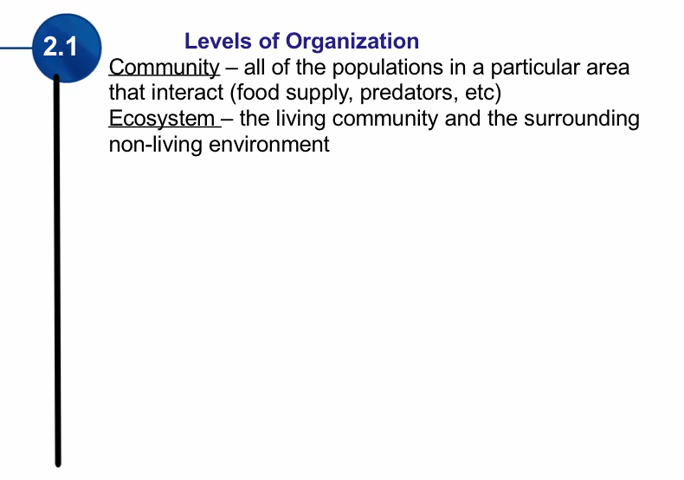 2.1
Levels of Organization
Community – all of the populations in a particular area
that interact (food supply, predators, etc)
Ecosystem – the living community and the surrounding
non-living environment